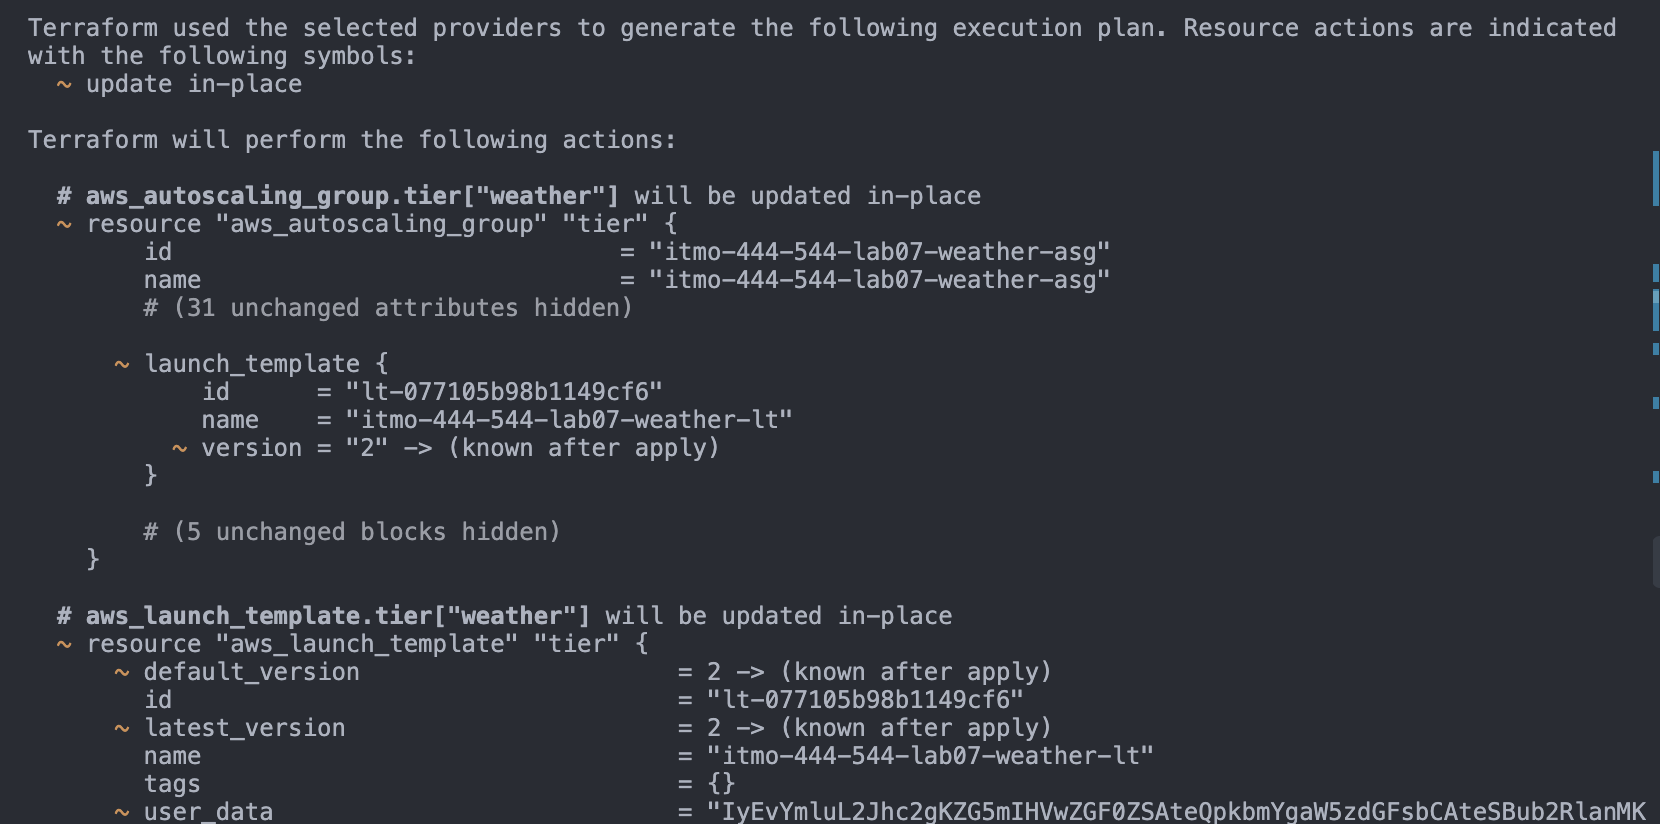 Terraform used the selected providers to generate the following execution plan. Resource actions are indicated
with the following symbols:
  ~ update in-place

Terraform will perform the following actions:

  # aws_autoscaling_group.tier["weather"] will be updated in-place
  ~ resource "aws_autoscaling_group" "tier" {
        id                               = "itmo-444-544-lab07-weather-asg"
        name                             = "itmo-444-544-lab07-weather-asg"
        # (31 unchanged attributes hidden)

      ~ launch_template {
            id      = "lt-077105b98b1149cf6"
            name    = "itmo-444-544-lab07-weather-lt"
          ~ version = "2" -> (known after apply)
        }

        # (5 unchanged blocks hidden)
    }

  # aws_launch_template.tier["weather"] will be updated in-place
  ~ resource "aws_launch_template" "tier" {
      ~ default_version                      = 2 -> (known after apply)
        id                                   = "lt-077105b98b1149cf6"
      ~ latest_version                       = 2 -> (known after apply)
        name                                 = "itmo-444-544-lab07-weather-lt"
        tags                                 = {}
      ~ user_data                            = "IyEvYmluL2Jhc2gKZG5mIHVwZGF0ZSAteQpkbmYgaW5zdGFsbCAteSBub2RlanMK